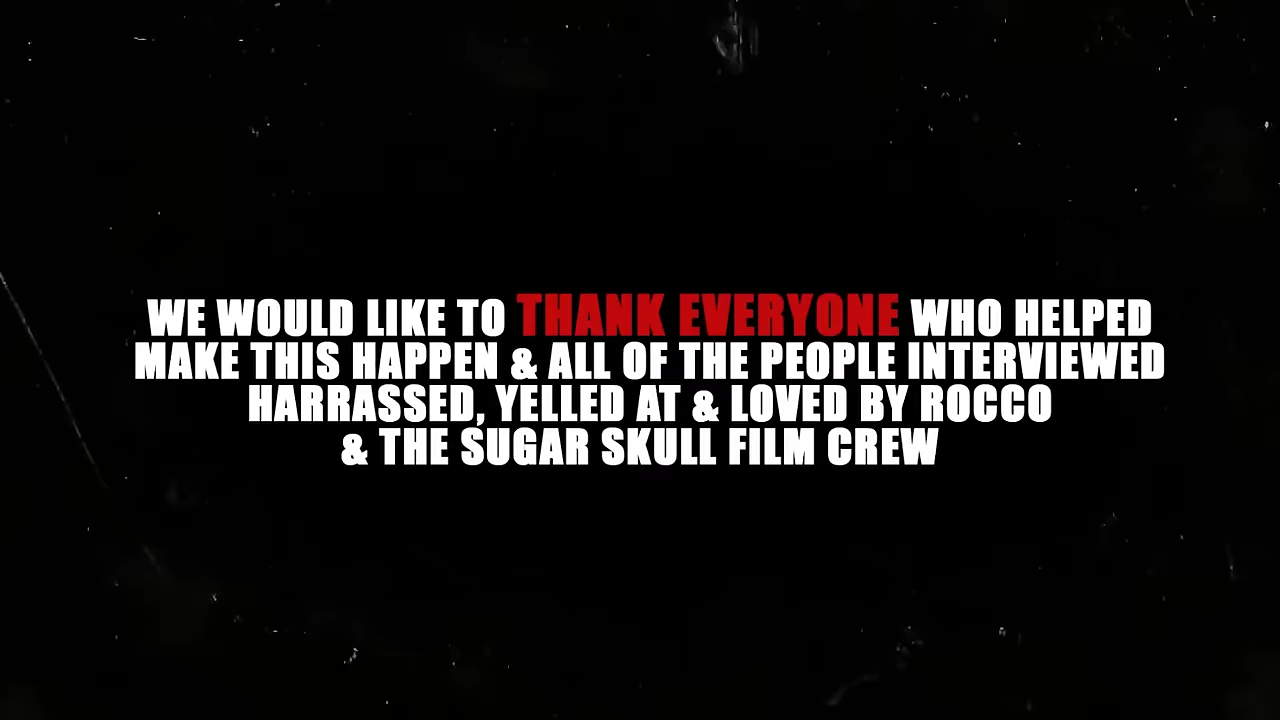 WE WOULD LIKE TO THANK EVERYONE WHO HELPED
MAKE THIS HAPPEN & ALL OF THE PEOPLE INTERVIEWED
HARRASSED, YELLED AT & LOVED BY ROCCO
& THE SUGAR SKULL FILM CREW